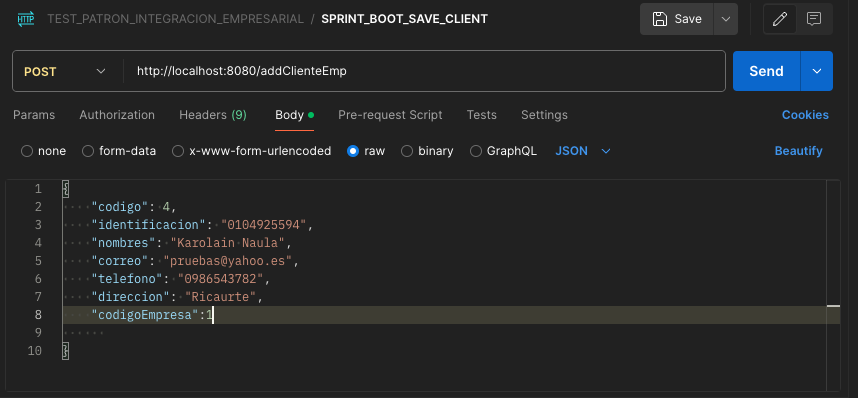 HTTP TEST_PATRON_INTEGRACION_EMPRESARIAL / SPRINT_BOOT_SAVE_CLIENT Save
POST http://localhost:8080/addClienteEmp Send
Params Authorization Headers (9) Body Pre-request Script Tests Settings Cookies
none form-data x-www-form-urlencoded raw binary GraphQL JSON Beautify
1 {
2 "codigo": 4,
3 "identificacion": "0104925594",
4 "nombres": "Karolain Naula",
5 "correo": "pruebas@yahoo.es",
6 "telefono": "0986543782",
7 "direccion": "Ricaurte",
8 "codigoEmpresa":1
9
10 }